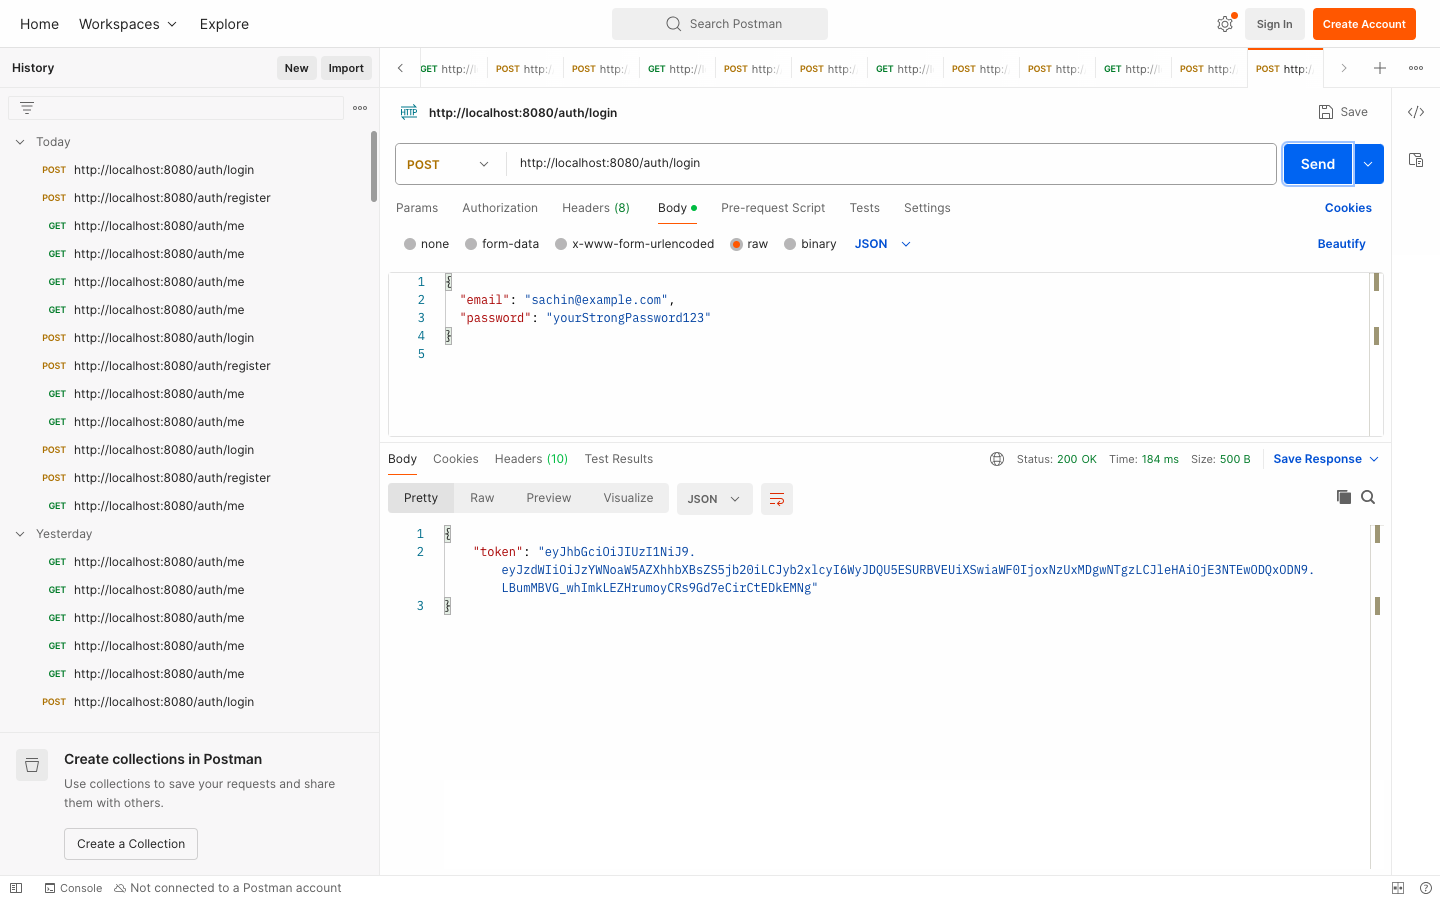 Home Workspaces Explore
Search Postman
Sign In Create Account
History New Import
GET http://l POST http:/ POST http:/ GET http://l POST http:/ POST http:/ GET http://l POST http:/ POST http:/ GET http://l POST http:/ POST http:/
Today
POST http://localhost:8080/auth/login
POST http://localhost:8080/auth/register
GET http://localhost:8080/auth/me
GET http://localhost:8080/auth/me
GET http://localhost:8080/auth/me
GET http://localhost:8080/auth/me
POST http://localhost:8080/auth/login
POST http://localhost:8080/auth/register
GET http://localhost:8080/auth/me
GET http://localhost:8080/auth/me
POST http://localhost:8080/auth/login
POST http://localhost:8080/auth/register
GET http://localhost:8080/auth/me
Yesterday
GET http://localhost:8080/auth/me
GET http://localhost:8080/auth/me
GET http://localhost:8080/auth/me
GET http://localhost:8080/auth/me
GET http://localhost:8080/auth/me
POST http://localhost:8080/auth/login
Create collections in Postman
Use collections to save your requests and share
them with others.
Create a Collection
HTTP http://localhost:8080/auth/login Save
POST http://localhost:8080/auth/login Send
Params Authorization Headers (8) Body Pre-request Script Tests Settings Cookies
none form-data x-www-form-urlencoded raw binary JSON Beautify
1 {
2 "email": "sachin@example.com",
3 "password": "yourStrongPassword123"
4 }
5
Body Cookies Headers (10) Test Results Status: 200 OK Time: 184 ms Size: 500 B Save Response
Pretty Raw Preview Visualize JSON
1 {
2 "token": "eyJhbGciOiJIUzI1NiJ9.
eyJzdWIiOiJzYWNoaW5AZXhhbXBsZS5jb20iLCJyb2xlcyI6WyJDQU5ESURBVEUiXSwiaWF0IjoxNzUxMDgwNTgzLCJleHAiOjE3NTEwODQxODN9.
LBumMBVG_whImkLEZHrumoyCRs9Gd7eCirCtEDkEMNg"
3 }
Console Not connected to a Postman account